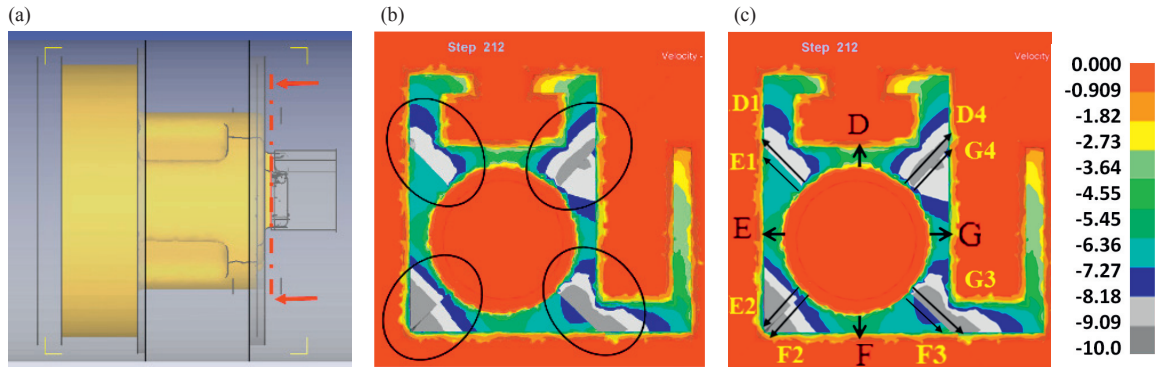 (a)
(b)
(c)
Step 212
Velocity -
Step 212
Velocity
D1
D
D4
E1
G4
E
G
G3
E2
F2
F
F3
0.000
-0.909
-1.82
-2.73
-3.64
-4.55
-5.45
-6.36
-7.27
-8.18
-9.09
-10.0